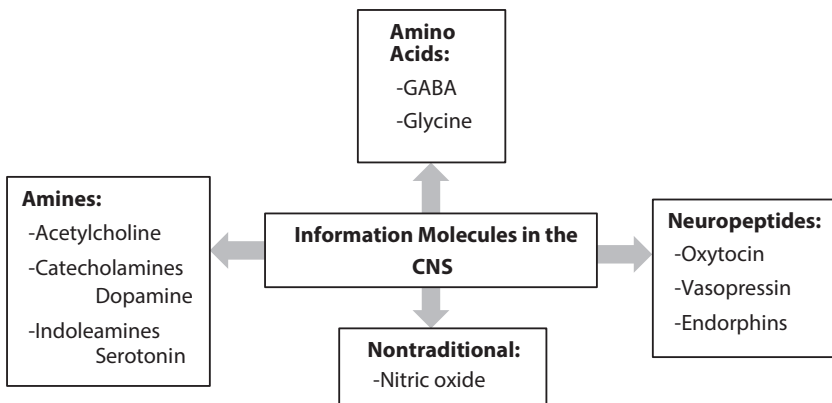 Amino
Acids:
-GABA
-Glycine
Amines:
-Acetylcholine
-Catecholamines
Dopamine
-Indoleamines
Serotonin
Information Molecules in the
CNS
Neuropeptides:
-Oxytocin
-Vasopressin
-Endorphins
Nontraditional:
-Nitric oxide